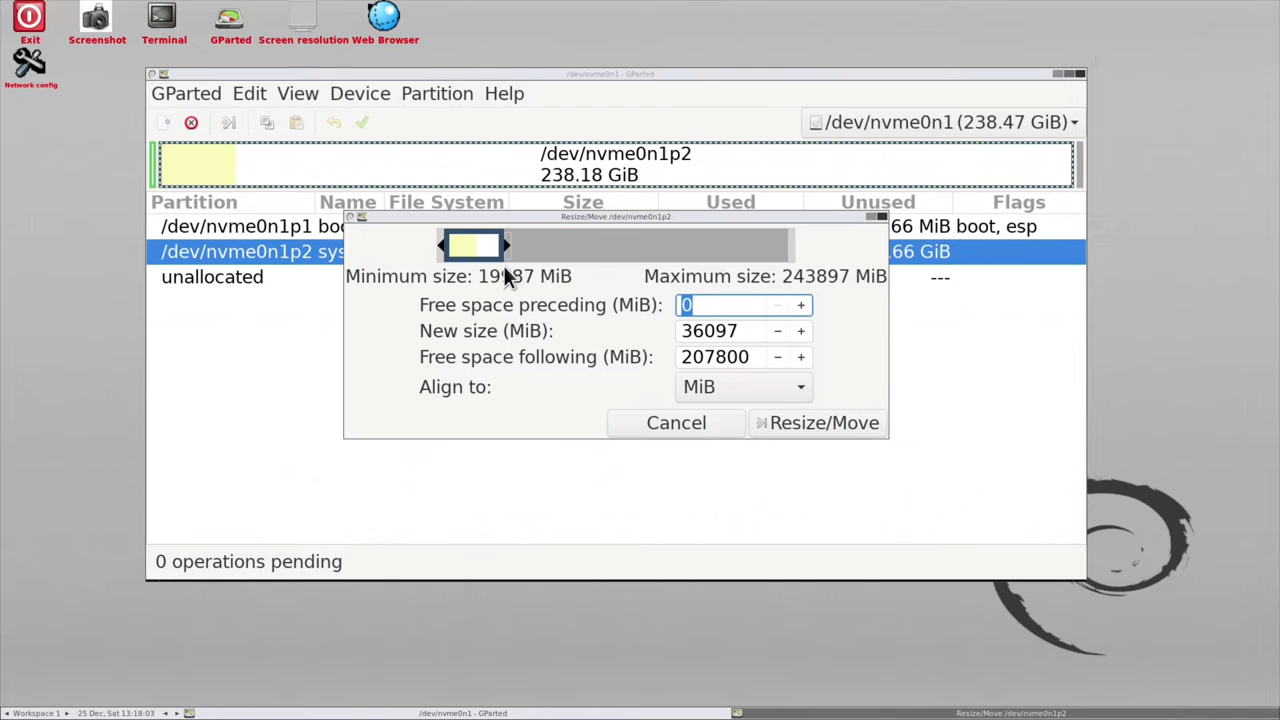 Exit
Screenshot
Terminal
GParted
Screen resolution
Web Browser
Network config
/dev/nvme0n1 - GParted
GParted Edit View Device Partition Help
/dev/nvme0n1 (238.47 GiB)
/dev/nvme0n1p2
238.18 GiB
Partition Name File System Size Used Unused Flags
/dev/nvme0n1p1 66 MiB boot, esp
/dev/nvme0n1p2 .66 GiB
unallocated ---
Resize/Move /dev/nvme0n1p2
Minimum size: MiB Maximum size: 243897 MiB
Free space preceding (MiB): 0
New size (MiB): 36097
Free space following (MiB): 207800
Align to: MiB
Cancel Resize/Move
0 operations pending
Workspace 1 25 Dec, Sat 13:18:03 /dev/nvme0n1 - GParted Resize/Move /dev/nvme0n1p2